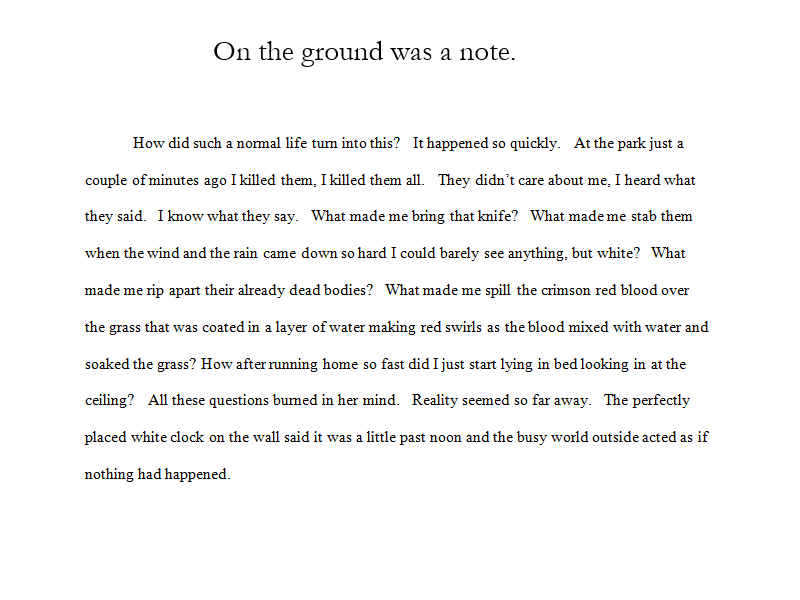 On the ground was a note.
How did such a normal life turn into this? It happened so quickly. At the park just a
couple of minutes ago I killed them, I killed them all. They didn’t care about me, I heard what
they said. I know what they say. What made me bring that knife? What made me stab them
when the wind and the rain came down so hard I could barely see anything, but white? What
made me rip apart their already dead bodies? What made me spill the crimson red blood over
the grass that was coated in a layer of water making red swirls as the blood mixed with water and
soaked the grass? How after running home so fast did I just start lying in bed looking in at the
ceiling? All these questions burned in her mind. Reality seemed so far away. The perfectly
placed white clock on the wall said it was a little past noon and the busy world outside acted as if
nothing had happened.